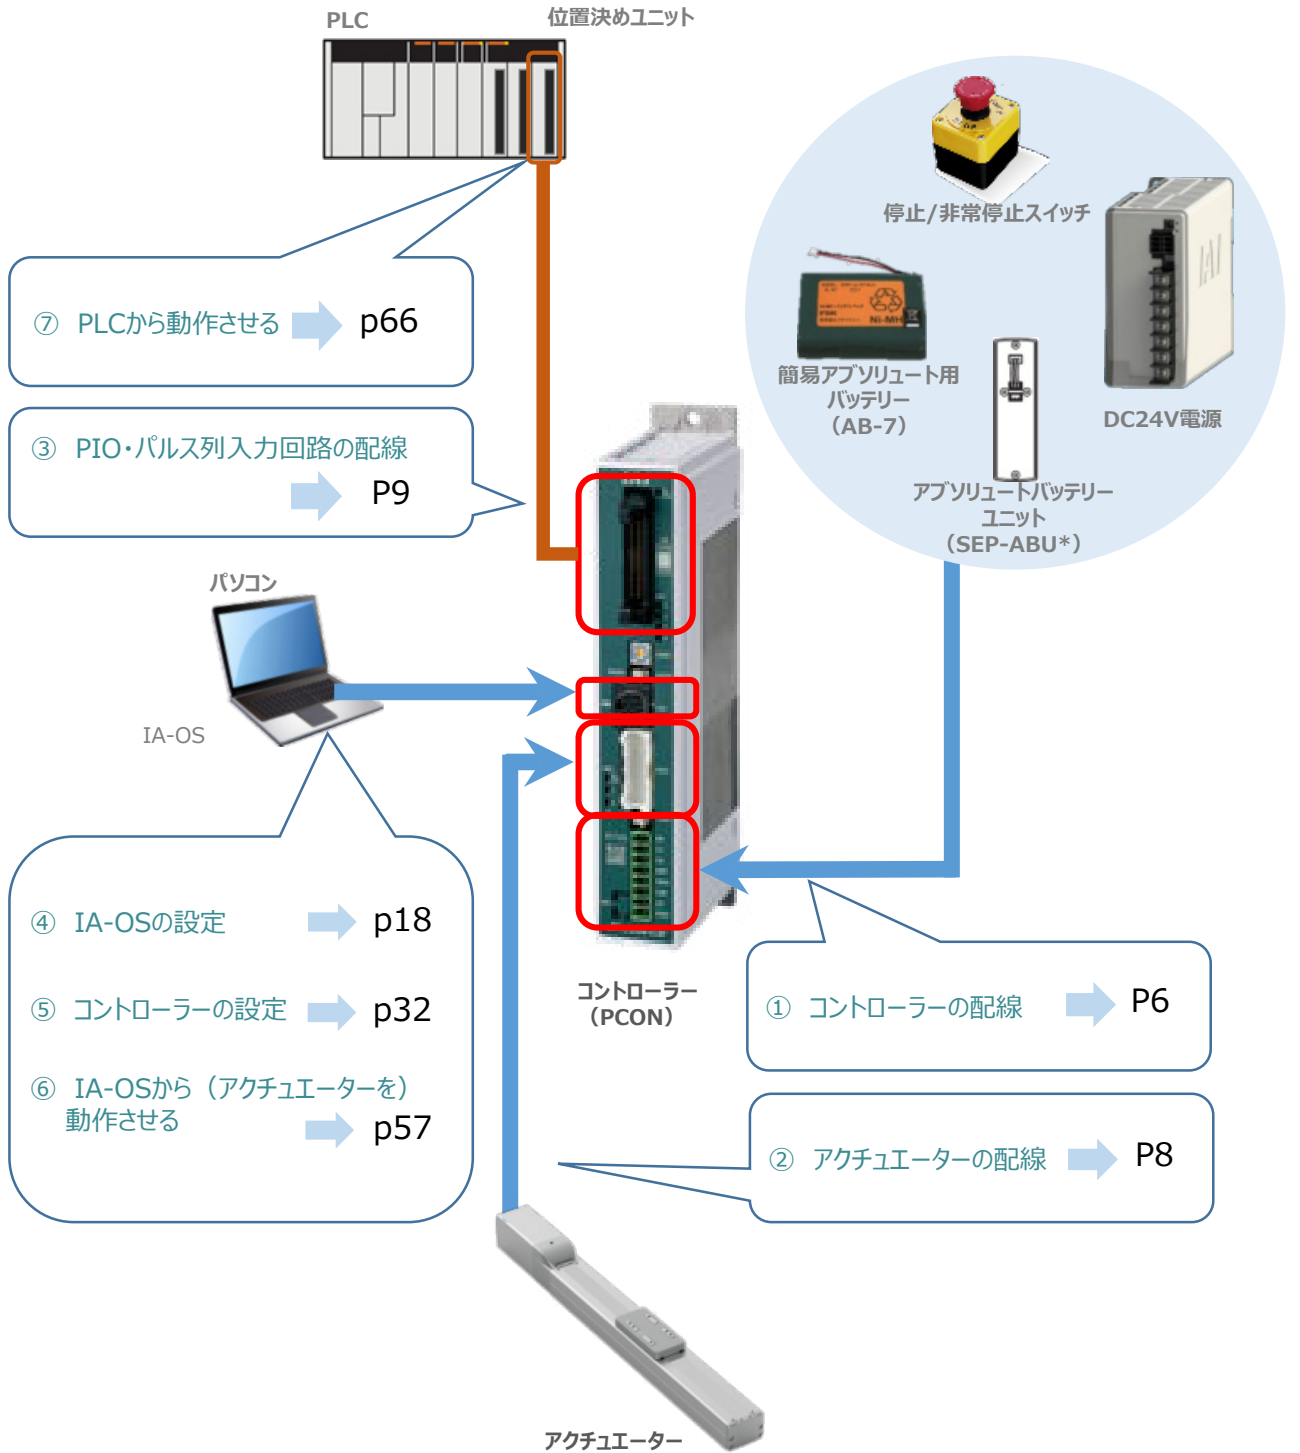 PLC
位置決めユニット
停止/非常停止スイッチ
Ni-MH
簡易アブソリュート用
バッテリー
（AB-7）
DC24V電源
アブソリュートバッテリー
ユニット
（SEP-ABU*）
⑦ PLCから動作させる p66
③ PIO・パルス列入力回路の配線
P9
パソコン
IA-OS
④ IA-OSの設定 p18
⑤ コントローラーの設定 p32
⑥ IA-OSから（アクチュエーターを）
動作させる p57
コントローラー
（PCON）
① コントローラーの配線 P6
② アクチュエーターの配線 P8
アクチュエーター